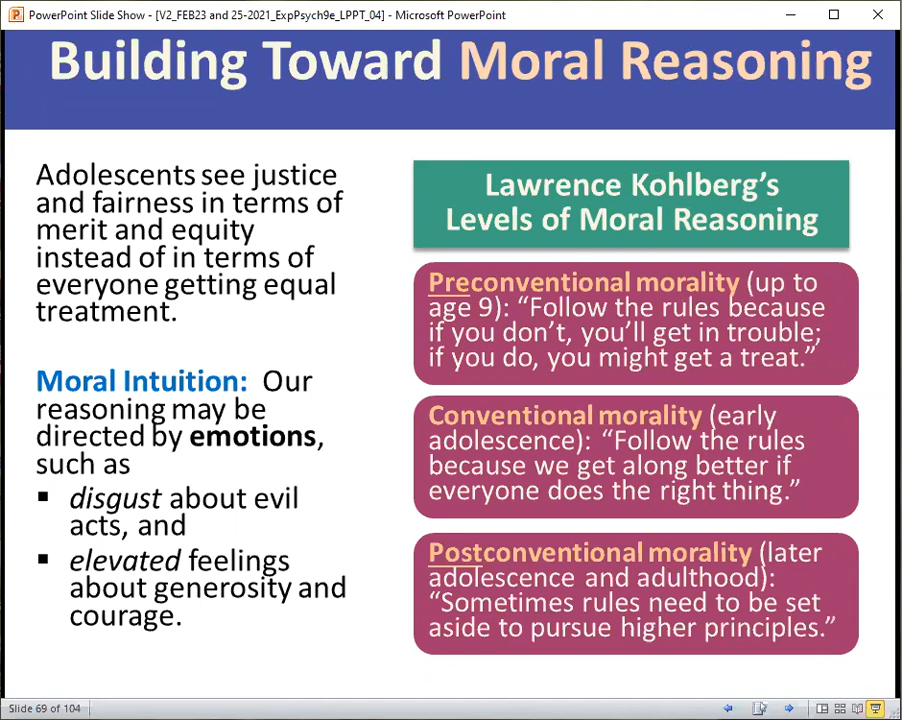 PowerPoint Slide Show - [V2_FEB23 and 25-2021_ExpPsych9e_LPPT_04] - Microsoft PowerPoint
Building Toward Moral Reasoning
Adolescents see justice
and fairness in terms of
merit and equity
instead of in terms of
everyone getting equal
treatment.
Moral Intuition: Our
reasoning may be
directed by emotions,
such as
▪ disgust about evil
acts, and
▪ elevated feelings
about generosity and
courage.
Lawrence Kohlberg’s
Levels of Moral Reasoning
Preconventional morality (up to
age 9): “Follow the rules because
if you don’t, you’ll get in trouble;
if you do, you might get a treat.”
Conventional morality (early
adolescence): “Follow the rules
because we get along better if
everyone does the right thing.”
Postconventional morality (later
adolescence and adulthood):
“Sometimes rules need to be set
aside to pursue higher principles.”
Slide 69 of 104